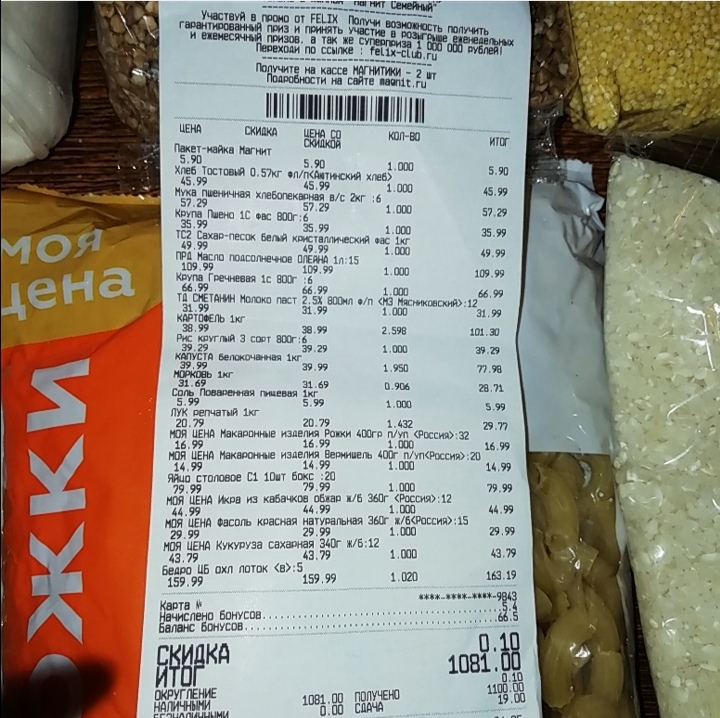 Магнит Семейный"
Участвуй в промо от FELIX Получи возможность получить
гарантированный приз и принять участие в розыгрыше еженедельных
и ежемесячный призов, а так же суперприза 1 000 000 рублей!
Переходи по ссылке : felix-club.ru
Получите на кассе МАГНИТИКИ - 2 шт
Подробности на сайте magnit.ru
ЦЕНА СКИДКА ЦЕНА СО СКИДКОЙ КОЛ-ВО ИТОГ
Пакет-майка Магнит
5.90 5.90 1.000 5.90
Хлеб Тостовый 0.57кг фл/п<Ахтинский хлеб>
45.99 45.99 1.000 45.99
Мука пшеничная хлебопекарная в/с 2кг :6
57.29 57.29 1.000 57.29
Крупа Пшено 1С фас 800г:6
35.99 35.99 1.000 35.99
ТС2 Сахар-песок белый кристаллический фас 1кг
49.99 49.99 1.000 49.99
ПРД Масло подсолнечное ОЛЕЙНА 1л:15
109.99 109.99 1.000 109.99
Крупа Гречневая 1с 800г :6
66.99 66.99 1.000 66.99
ТД СМЕТАНИН Молоко паст 2.5% 800мл ф/п <МЗ Мясниковский>:12
31.99 31.99 1.000 31.99
КАРТОФЕЛЬ 1кг
38.99 38.99 2.598 101.30
Рис круглый 3 сорт 800г:6
39.29 39.29 1.000 39.29
КАПУСТА белокочанная 1кг
39.99 39.99 1.950 77.98
МОРКОВЬ 1кг
31.69 31.69 0.906 28.71
Соль Поваренная пищевая 1кг
5.99 5.99 1.000 5.99
ЛУК репчатый 1кг
20.79 20.79 1.432 29.77
МОЯ ЦЕНА Макаронные изделия Рожки 400гр п/уп <Россия>:32
16.99 16.99 1.000 16.99
МОЯ ЦЕНА Макаронные изделия Вермишель 400г п/уп<Россия>:20
14.99 14.99 1.000 14.99
Яйцо столовое С1 10шт бокс :20
79.99 79.99 1.000 79.99
МОЯ ЦЕНА Икра из кабачков обжар ж/б 360г <Россия>:12
44.99 44.99 1.000 44.99
МОЯ ЦЕНА Фасоль красная натуральная 360г ж/б<Россия>:15
29.99 29.99 1.000 29.99
МОЯ ЦЕНА Кукуруза сахарная 340г ж/б:12
43.79 43.79 1.000 43.79
Бедро ЦБ охл лоток <в>:5
159.99 159.99 1.020 163.19
Карта № ****-****-****-9843
Начислено бонусов 5.4
Баланс бонусов 66.5
СКИДКА 0.10
ИТОГ 1081.00
ОКРУГЛЕНИЕ 0.10
НАЛИЧНЫМИ 1081.00 ПОЛУЧЕНО 1100.00
БЕЗНАЛИЧНЫМИ 0.00 СДАЧА 19.00
МОЯ
цена
ОЖКИ